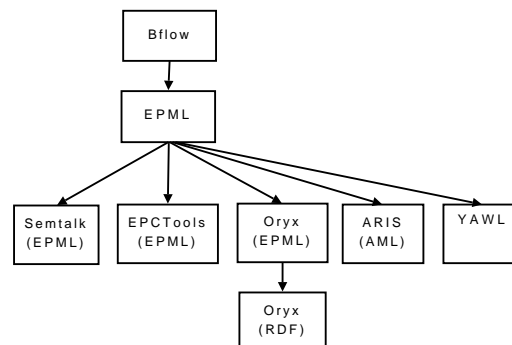 Bflow
EPML
Semtalk
(EPML)
EPCTools
(EPML)
Oryx
(EPML)
ARIS
(AML)
YAWL
Oryx
(RDF)